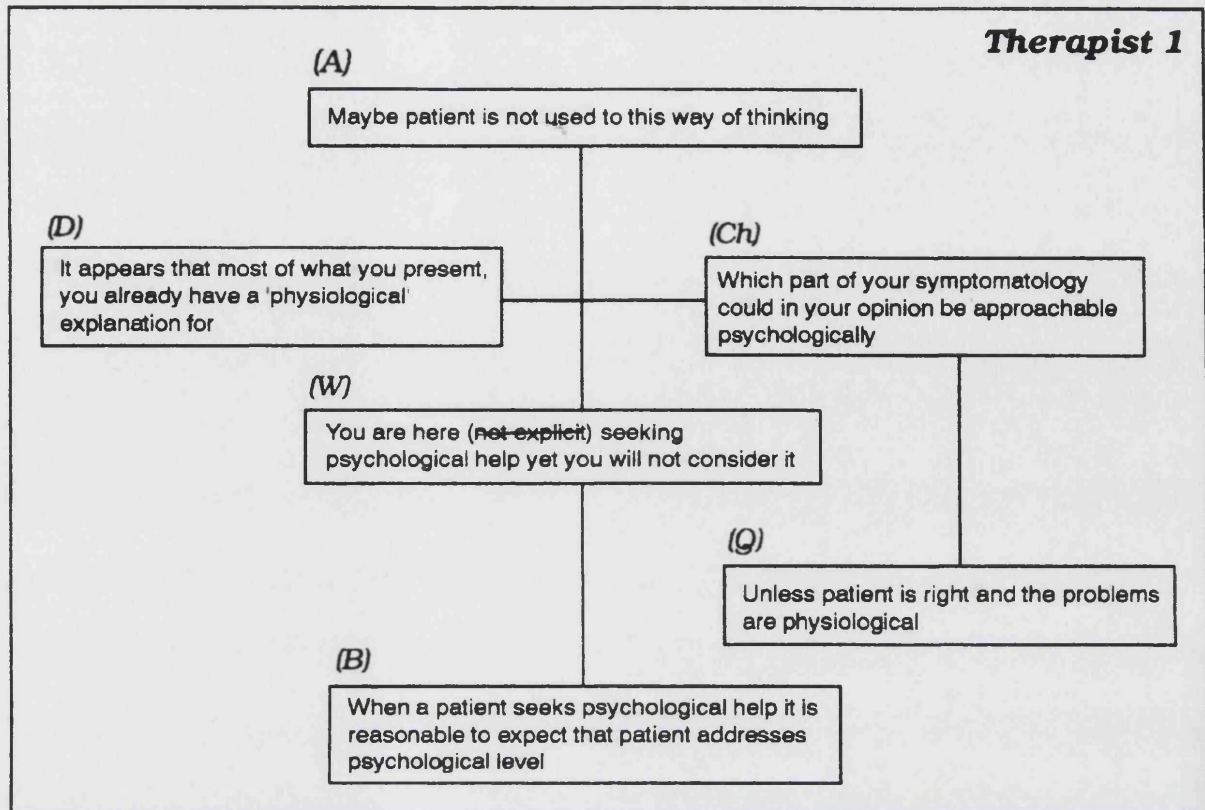 Therapist 1
(A)
Maybe patient is not used to this way of thinking
(D)
It appears that most of what you present,
you already have a 'physiological'
explanation for
(Ch)
Which part of your symptomatology
could in your opinion be approachable
psychologically
(W)
You are here (not explicit) seeking
psychological help yet you will not consider it
(Q)
Unless patient is right and the problems
are physiological
(B)
When a patient seeks psychological help it is
reasonable to expect that patient addresses
psychological level